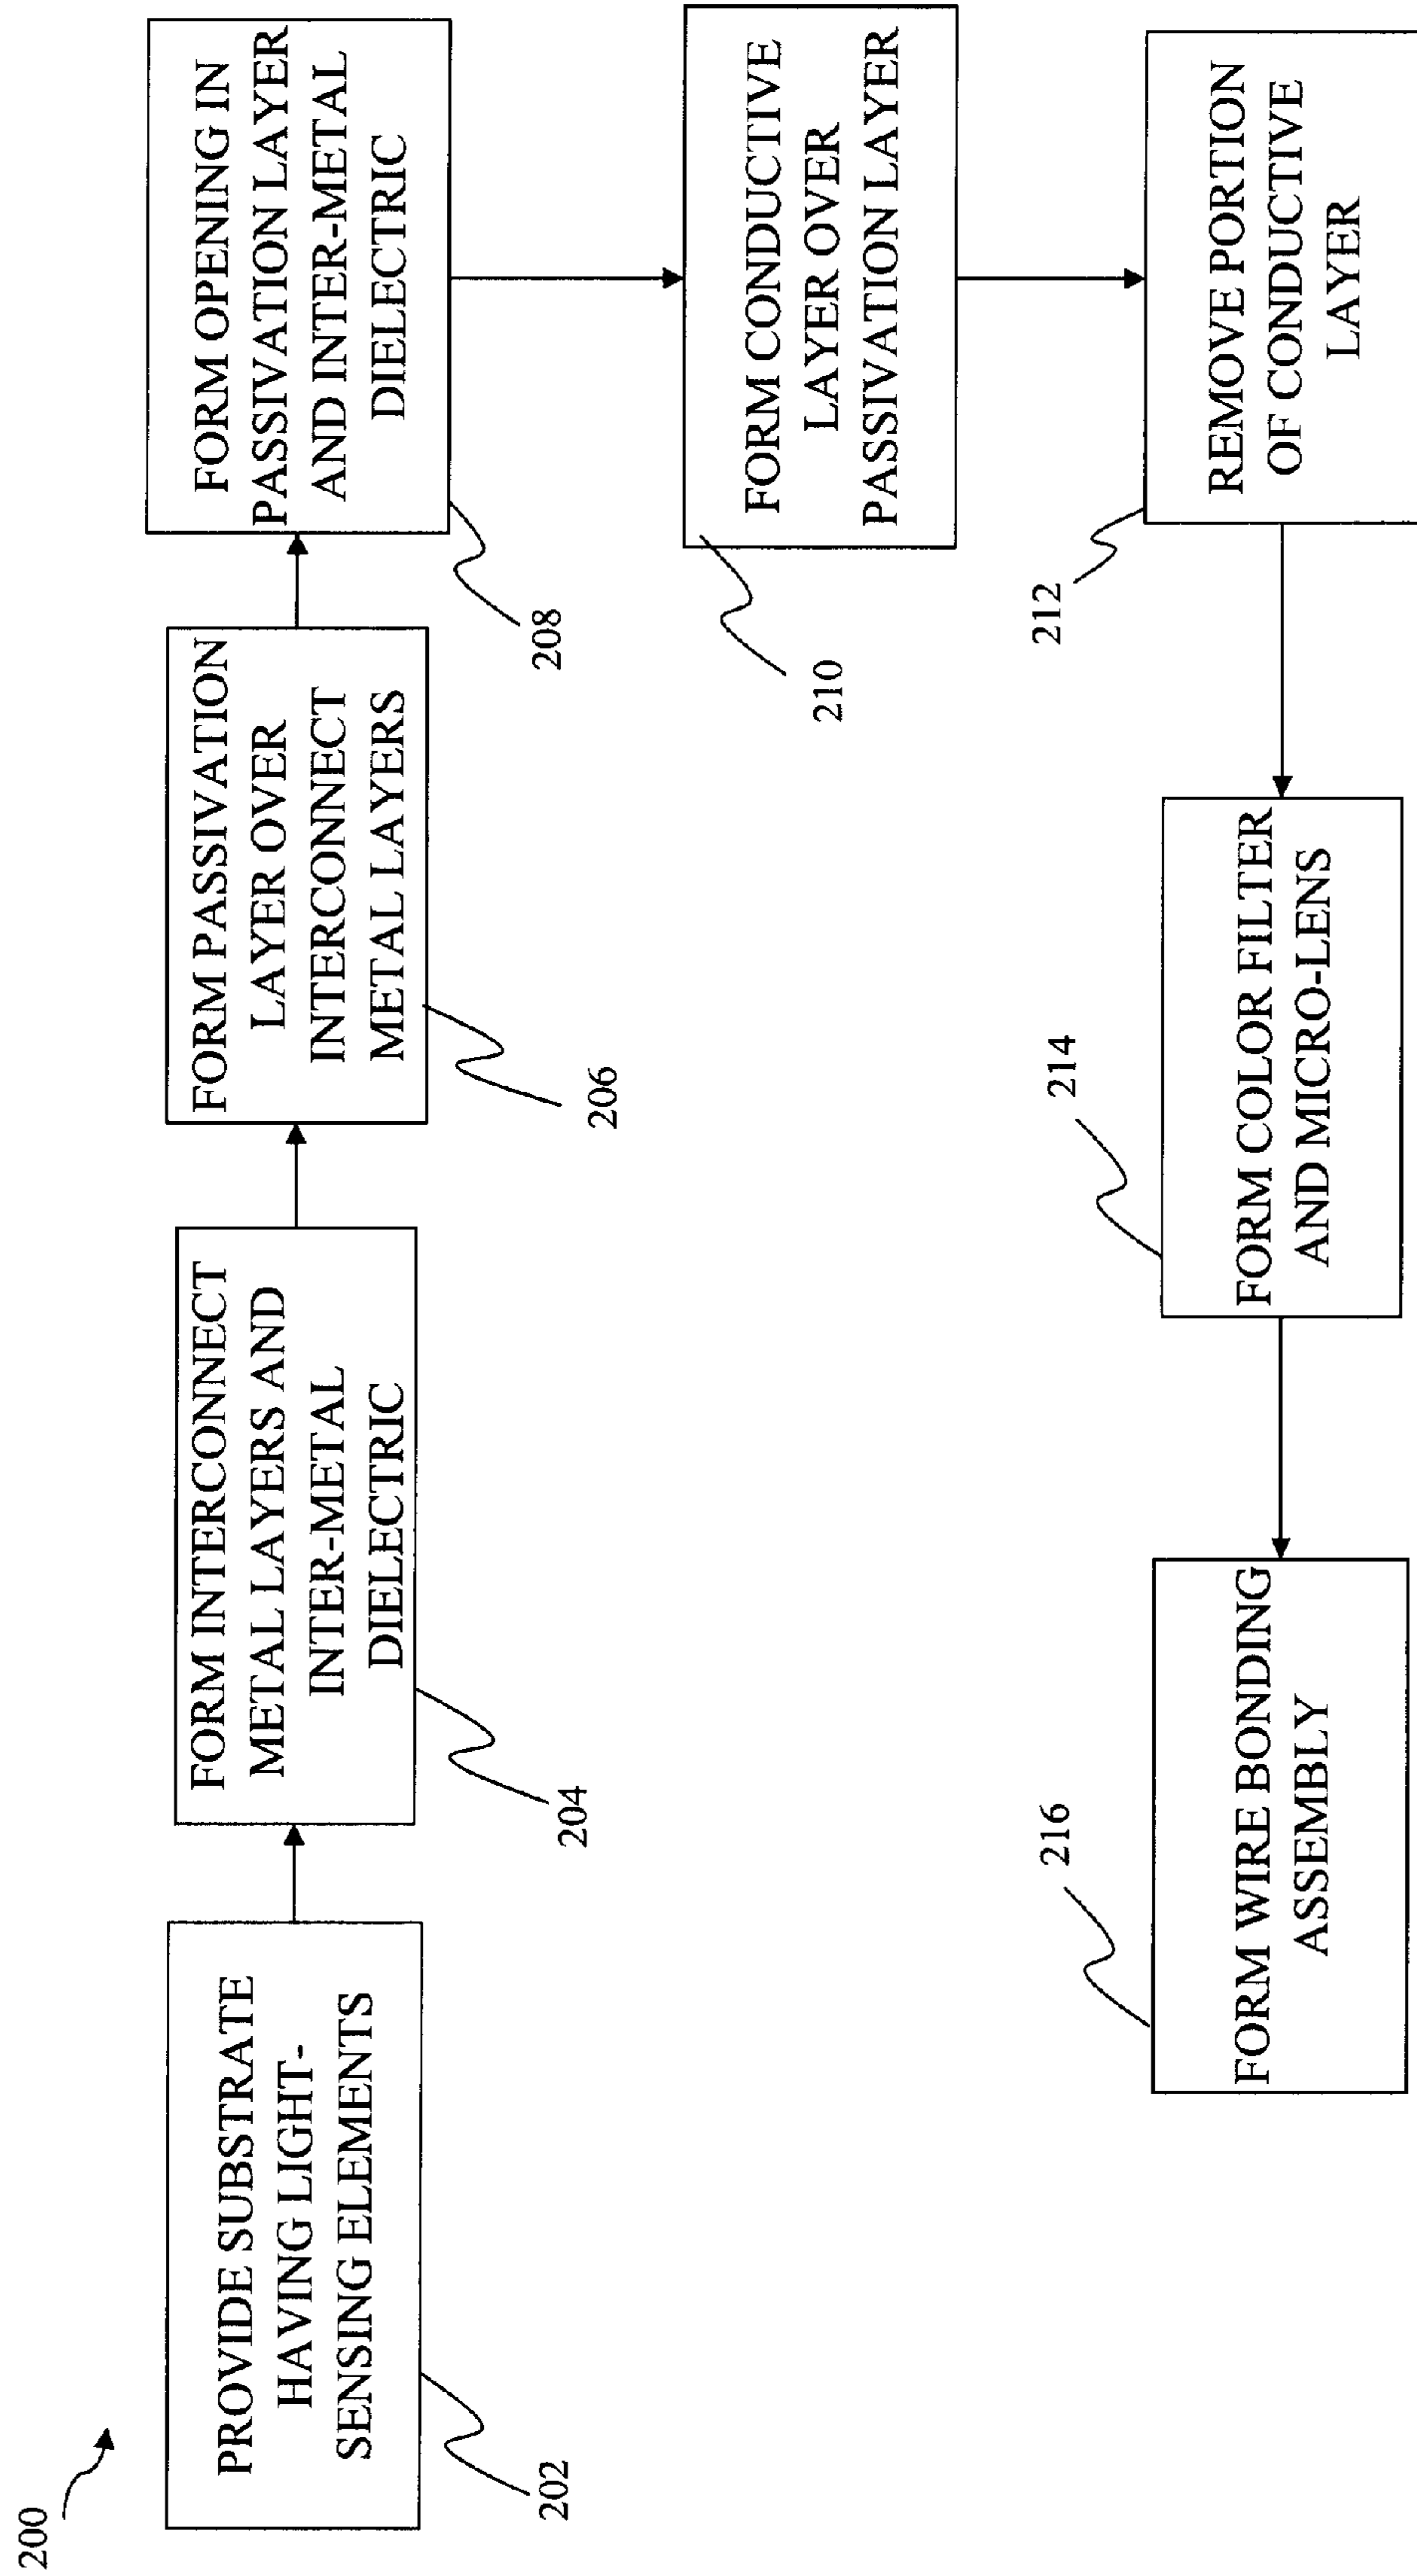 200
PROVIDE SUBSTRATE
HAVING LIGHT-
SENSING ELEMENTS
202
FORM INTERCONNECT
METAL LAYERS AND
INTER-METAL
DIELECTRIC
204
FORM PASSIVATION
LAYER OVER
INTERCONNECT
METAL LAYERS
206
FORM OPENING IN
PASSIVATION LAYER
AND INTER-METAL
DIELECTRIC
208
FORM CONDUCTIVE
LAYER OVER
PASSIVATION LAYER
210
REMOVE PORTION
OF CONDUCTIVE
LAYER
212
FORM COLOR FILTER
AND MICRO-LENS
214
FORM WIRE BONDING
ASSEMBLY
216